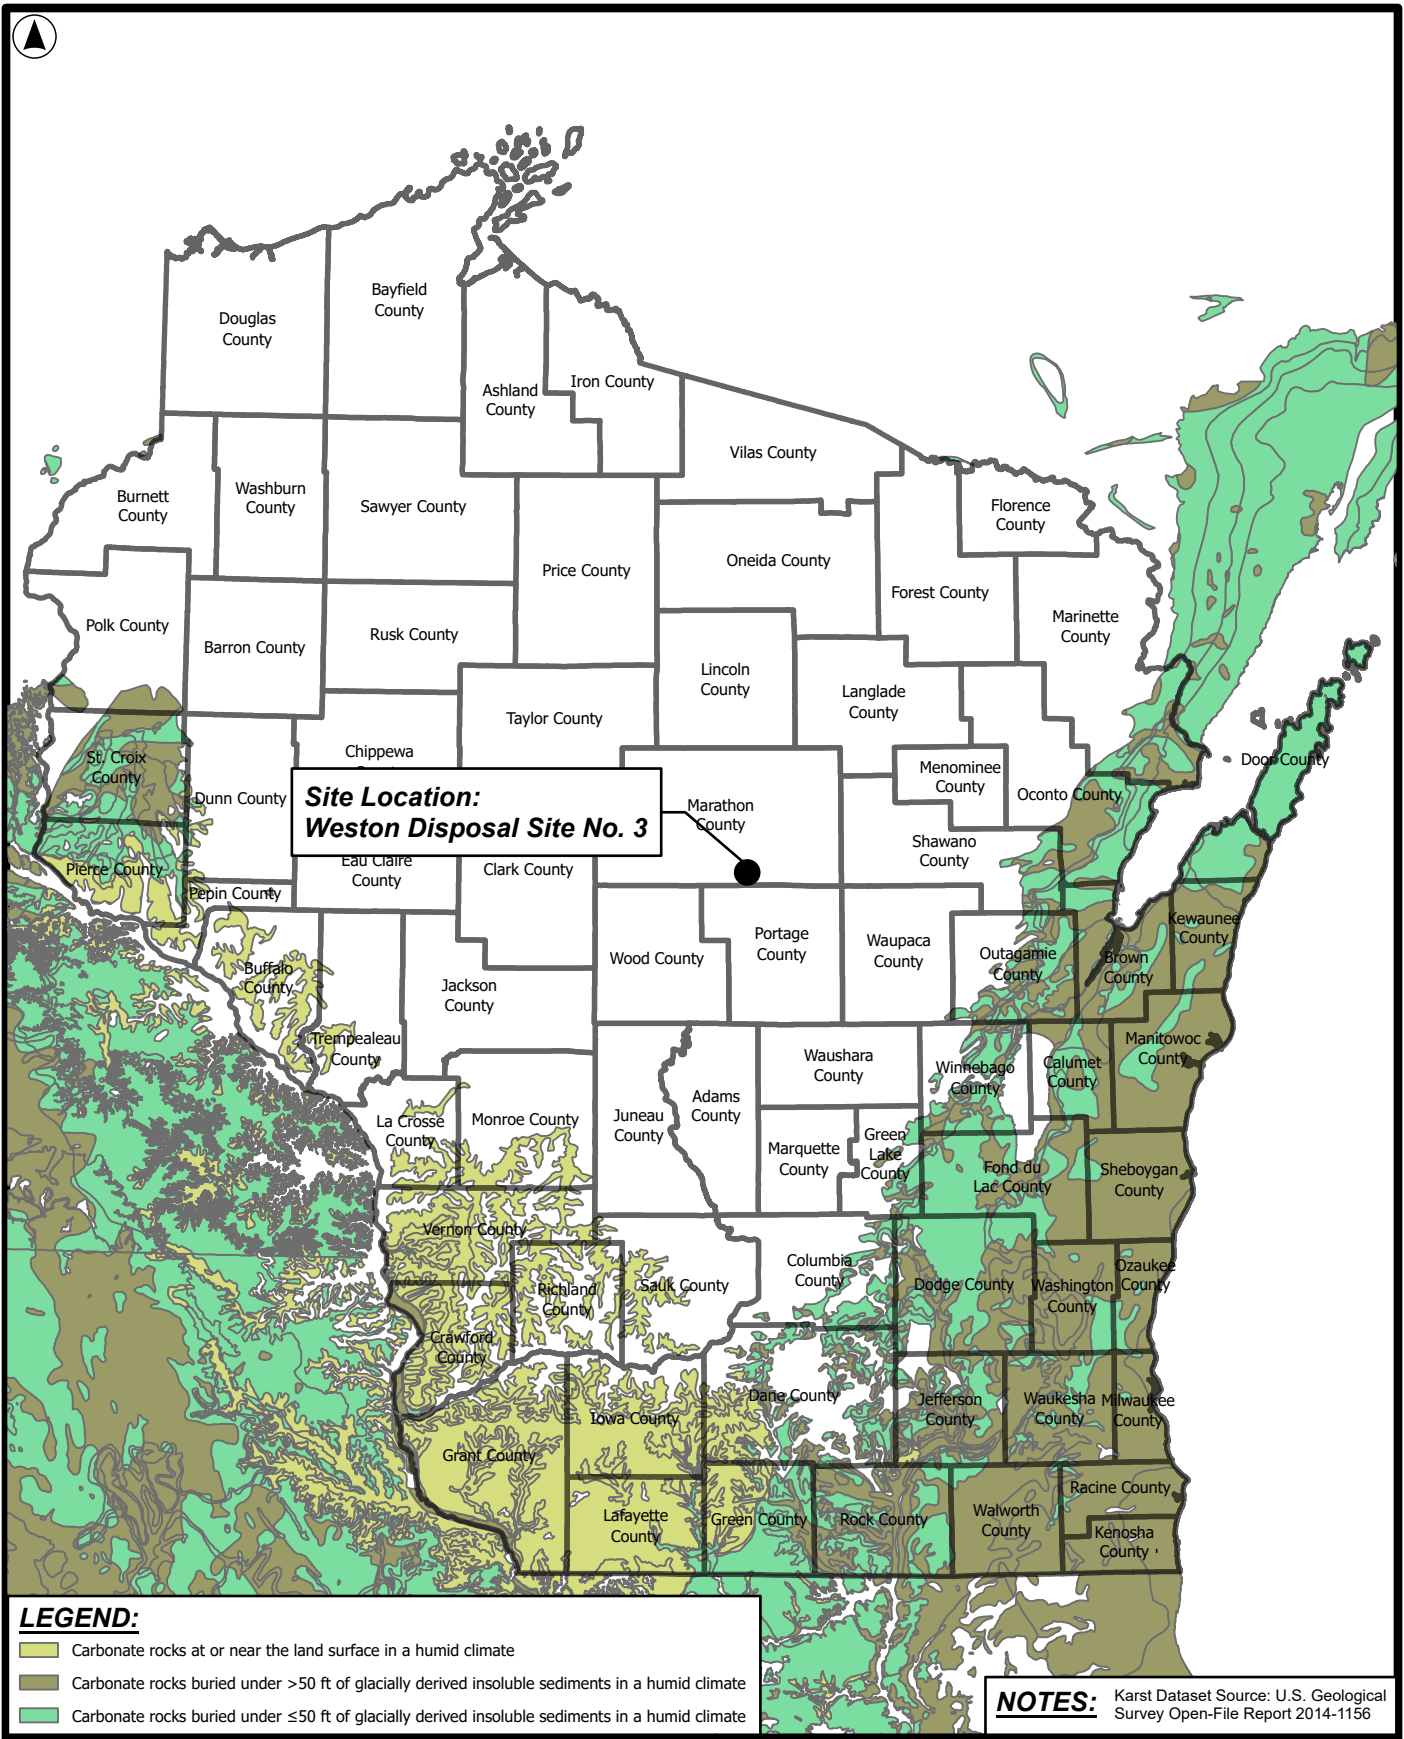 Douglas
County
Bayfield
County
Ashland
County
Iron County
Vilas County
Burnett
County
Washburn
County
Sawyer County
Price County
Oneida County
Florence
County
Forest County
Marinette
County
Polk County
Barron County
Rusk County
Lincoln
County
Langlade
County
Taylor County
Chippewa
St. Croix
County
Dunn County
Site Location:
Weston Disposal Site No. 3
Marathon
County
Menominee
County
Oconto County
Door County
Shawano
County
Pierce County
Pepin County
Eau Claire
County
Clark County
Buffalo
County
Trempealeau
County
Jackson
County
Wood County
Portage
County
Waupaca
County
Outagamie
County
Brown
County
Kewaunee
County
Manitowoc
County
Calumet
County
Winnebago
County
Waushara
County
Adams
County
Juneau
County
Monroe County
La Crosse
County
Marquette
County
Green
Lake
County
Fond du
Lac County
Sheboygan
County
Vernon County
Richland
County
Sauk County
Columbia
County
Dodge County
Washington
County
Ozaukee
County
Crawford
County
Grant County
Iowa County
Dane County
Jefferson
County
Waukesha
County
Milwaukee
County
Lafayette
County
Green County
Rock County
Walworth
County
Racine County
Kenosha
County
LEGEND:
Carbonate rocks at or near the land surface in a humid climate
Carbonate rocks buried under >50 ft of glacially derived insoluble sediments in a humid climate
Carbonate rocks buried under ≤50 ft of glacially derived insoluble sediments in a humid climate
NOTES: Karst Dataset Source: U.S. Geological
Survey Open-File Report 2014-1156